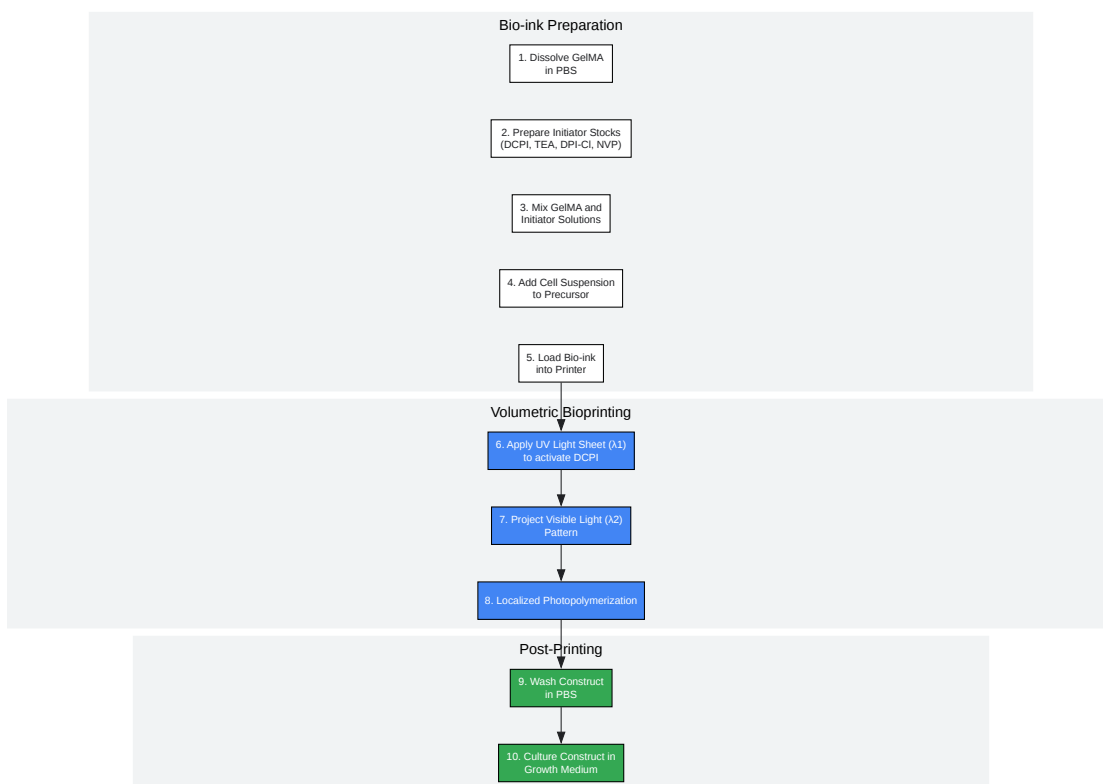 Bio-ink Preparation
1. Dissolve GelMA
in PBS
2. Prepare Initiator Stocks
(DCPI, TEA, DPI-Cl, NVP)
3. Mix GelMA and
Initiator Solutions
4. Add Cell Suspension
to Precursor
5. Load Bio-ink
into Printer
Volumetric Bioprinting
6. Apply UV Light Sheet (λ1)
to activate DCPI
7. Project Visible Light (λ2)
Pattern
8. Localized Photopolymerization
Post-Printing
9. Wash Construct
in PBS
10. Culture Construct in
Growth Medium